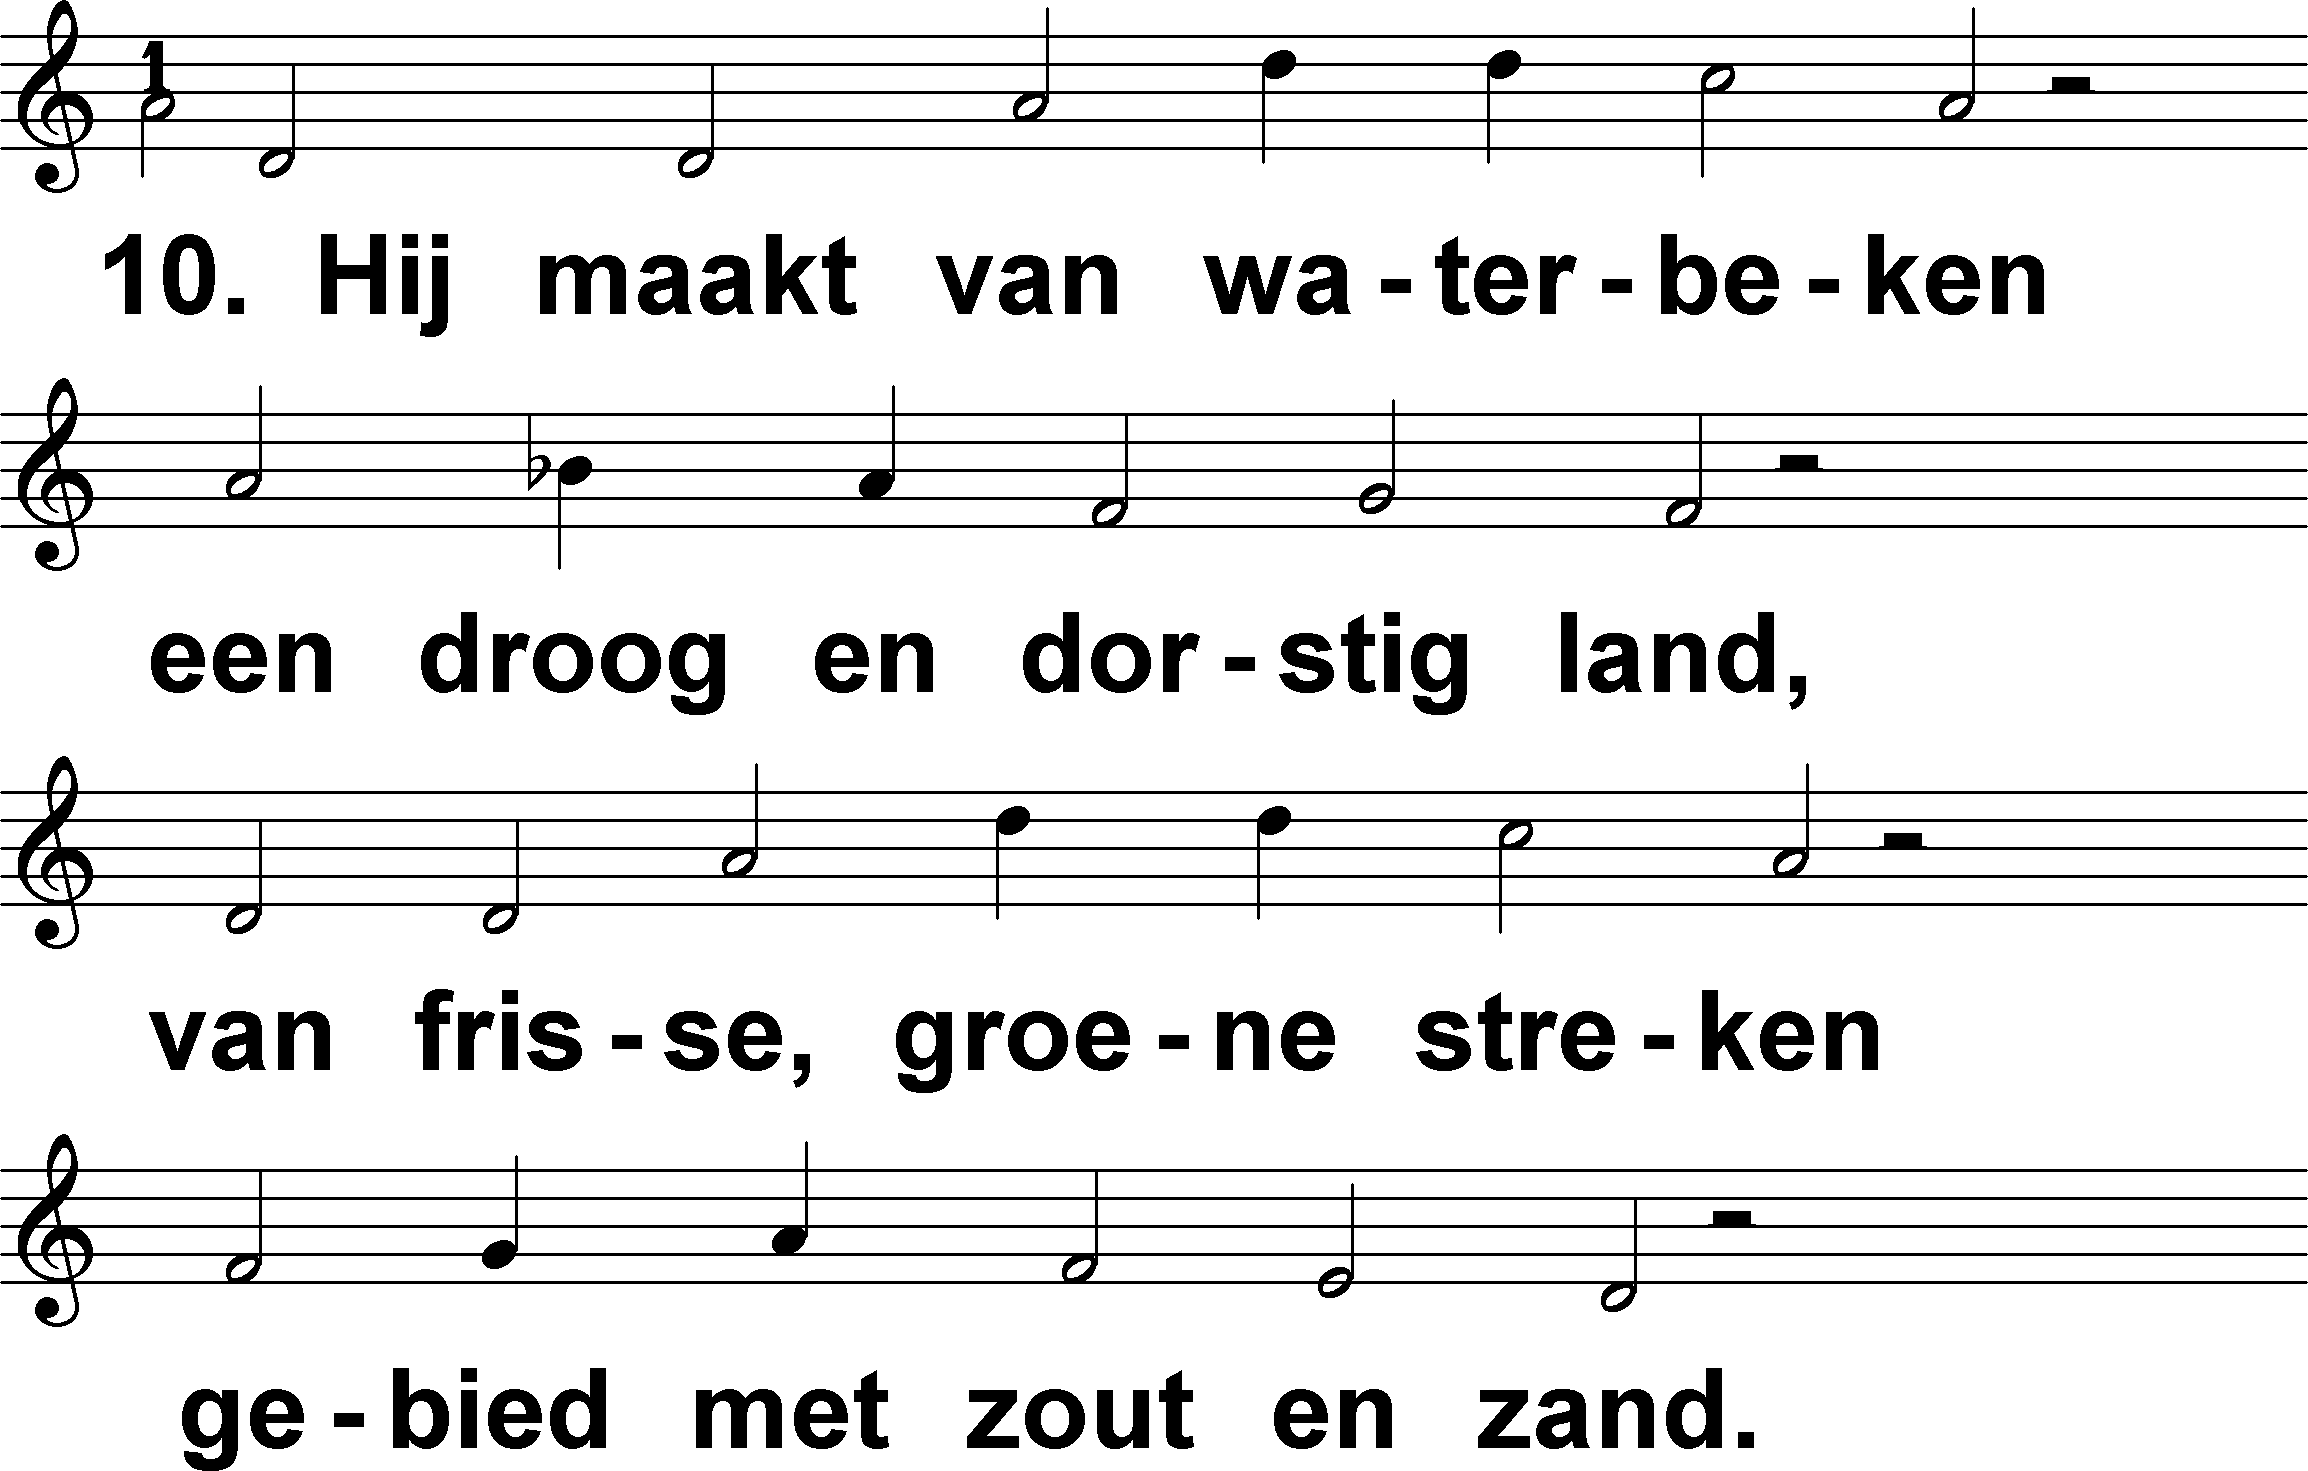 1
10. Hij maakt van wa-ter-be-ken
een droog en dor-stig land,
van fris-se, groe-ne stre-ken
ge-bied met zout en zand.